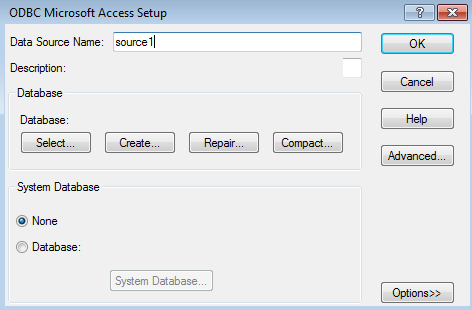 ODBC Microsoft Access Setup
Data Source Name: source1 OK
Description: Cancel
Database
Database:
Select... Create... Repair... Compact... Help
Advanced...
System Database
None
Database:
System Database...
Options>>